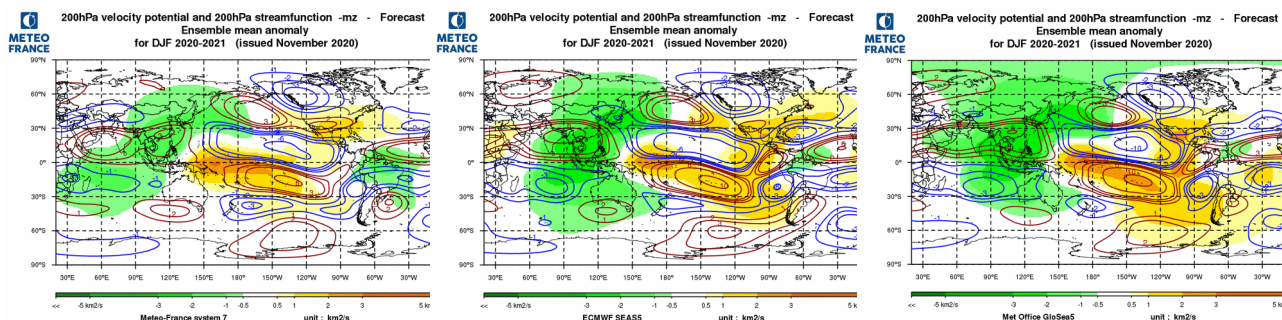 METEO
FRANCE
200hPa velocity potential and 200hPa streamfunction -mz - Forecast
Ensemble mean anomaly
for DJF 2020-2021 (issued November 2020)
90°N
60°N
30°N
0°
30°S
60°S
90°S
30°E 60°E 90°E 120°E 150°E 180° 150°W 120°W 90°W 60°W 30°W
<< -5 km2/s -2 -1 -0.5 0.5 1 2 3 5 k
Meteo-France system 7 unit : km2/s
METEO
FRANCE
200hPa velocity potential and 200hPa streamfunction -mz - Forecast
Ensemble mean anomaly
for DJF 2020-2021 (issued November 2020)
90°N
60°N
30°N
0°
30°S
60°S
90°S
30°E 60°E 90°E 120°E 150°E 180° 150°W 120°W 90°W 60°W 30°W
<< -5 km2/s -2 -1 -0.5 0.5 1 2 3 5 k
ECMWF SEAS5 unit : km2/s
METEO
FRANCE
200hPa velocity potential and 200hPa streamfunction -mz - Forecast
Ensemble mean anomaly
for DJF 2020-2021 (issued November 2020)
90°N
60°N
30°N
0°
30°S
60°S
90°S
30°E 60°E 90°E 120°E 150°E 180° 150°W 120°W 90°W 60°W 30°W
<< -5 km2/s -3 -2 -1 -0.5 0.5 1 2 3 5 k
Met Office GloSea5 unit : km2/s